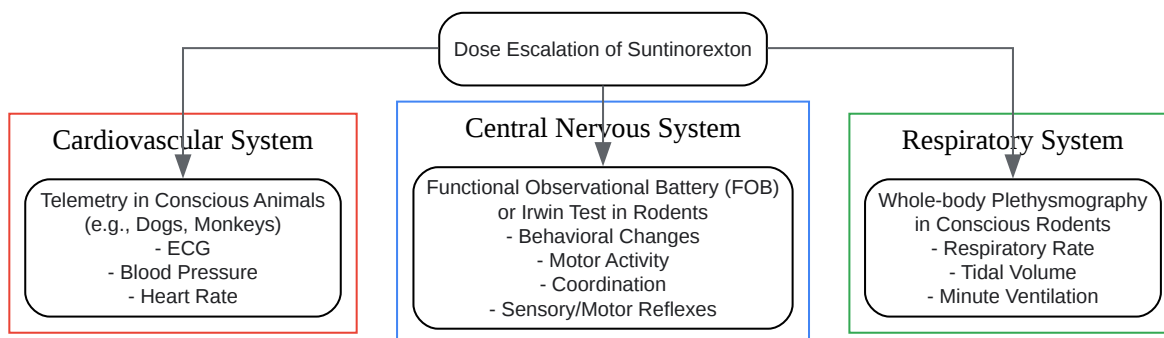 Dose Escalation of Suntinorexton
Cardiovascular System
Telemetry in Conscious Animals
(e.g., Dogs, Monkeys)
- ECG
- Blood Pressure
- Heart Rate
Central Nervous System
Functional Observational Battery (FOB)
or Irwin Test in Rodents
- Behavioral Changes
- Motor Activity
- Coordination
- Sensory/Motor Reflexes
Respiratory System
Whole-body Plethysmography
in Conscious Rodents
- Respiratory Rate
- Tidal Volume
- Minute Ventilation